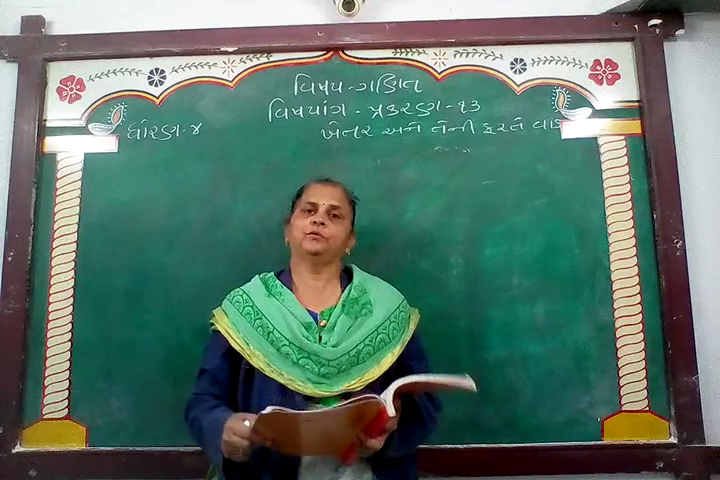 વિષય-ગણિત
વિષયાંગ - પ્રકરણ-૧૩
ધોરણ-૪
ખેતર અને તેની ફરતે વાડ